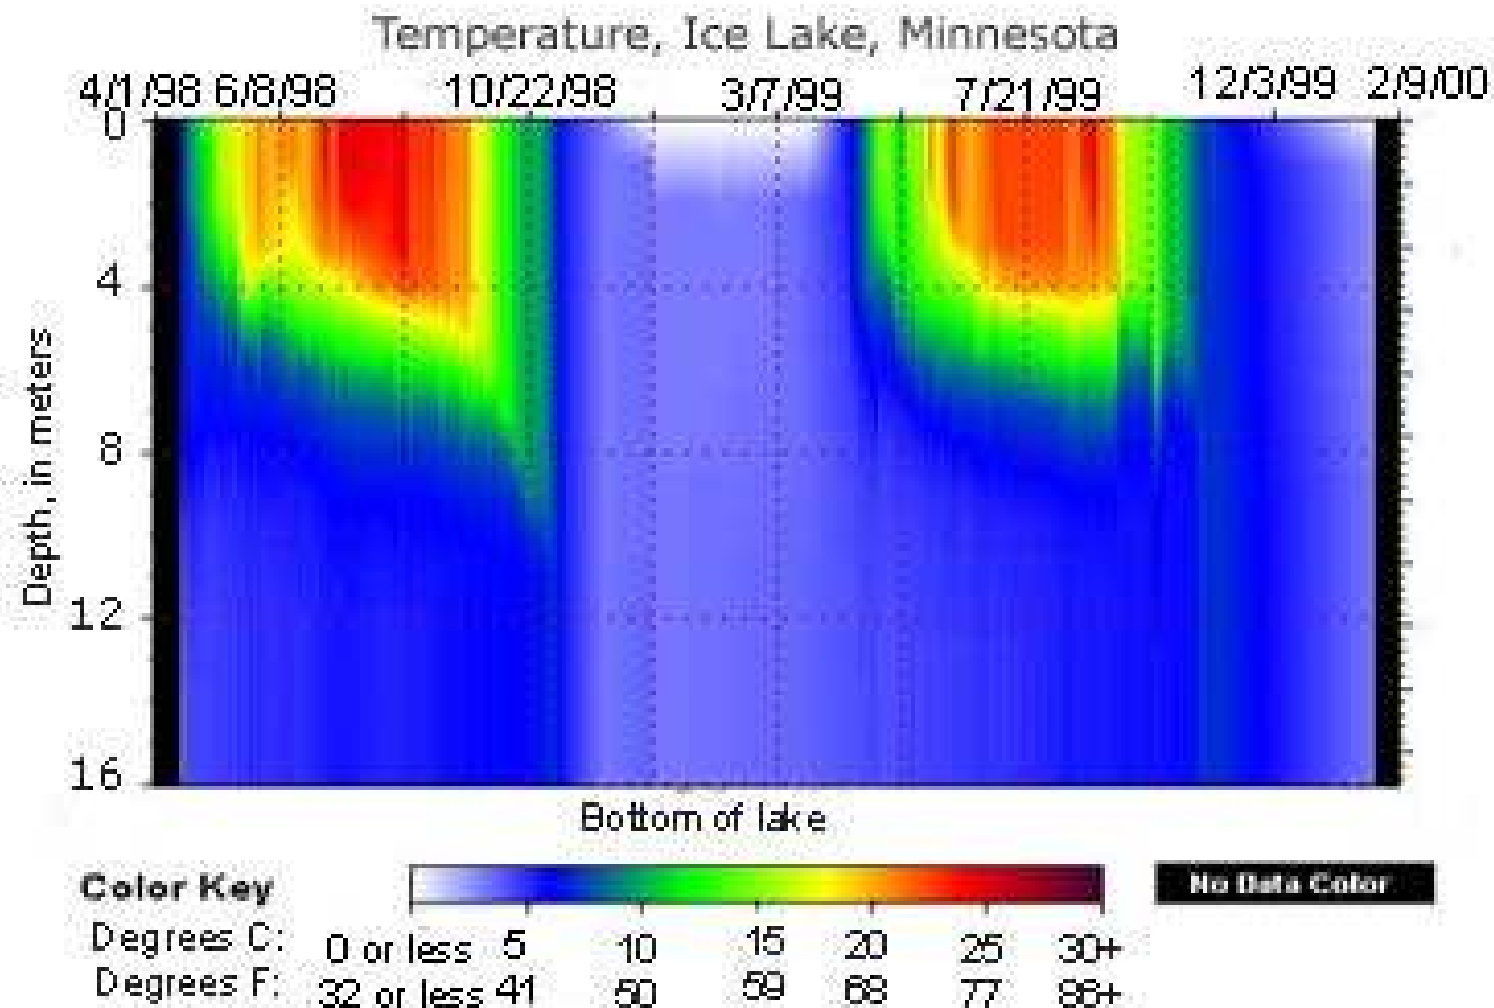 Temperature, Ice Lake, Minnesota
4/1/98 6/8/98 10/22/98 3/7/99 7/21/99 12/3/99 2/9/00
0
4
8
12
16
Depth, in meters
Bottom of lake
Color Key
No Data Color
Degrees C: 0 or less 5 10 15 20 25 30+
Degrees F: 32 or less 41 50 59 68 77 86+